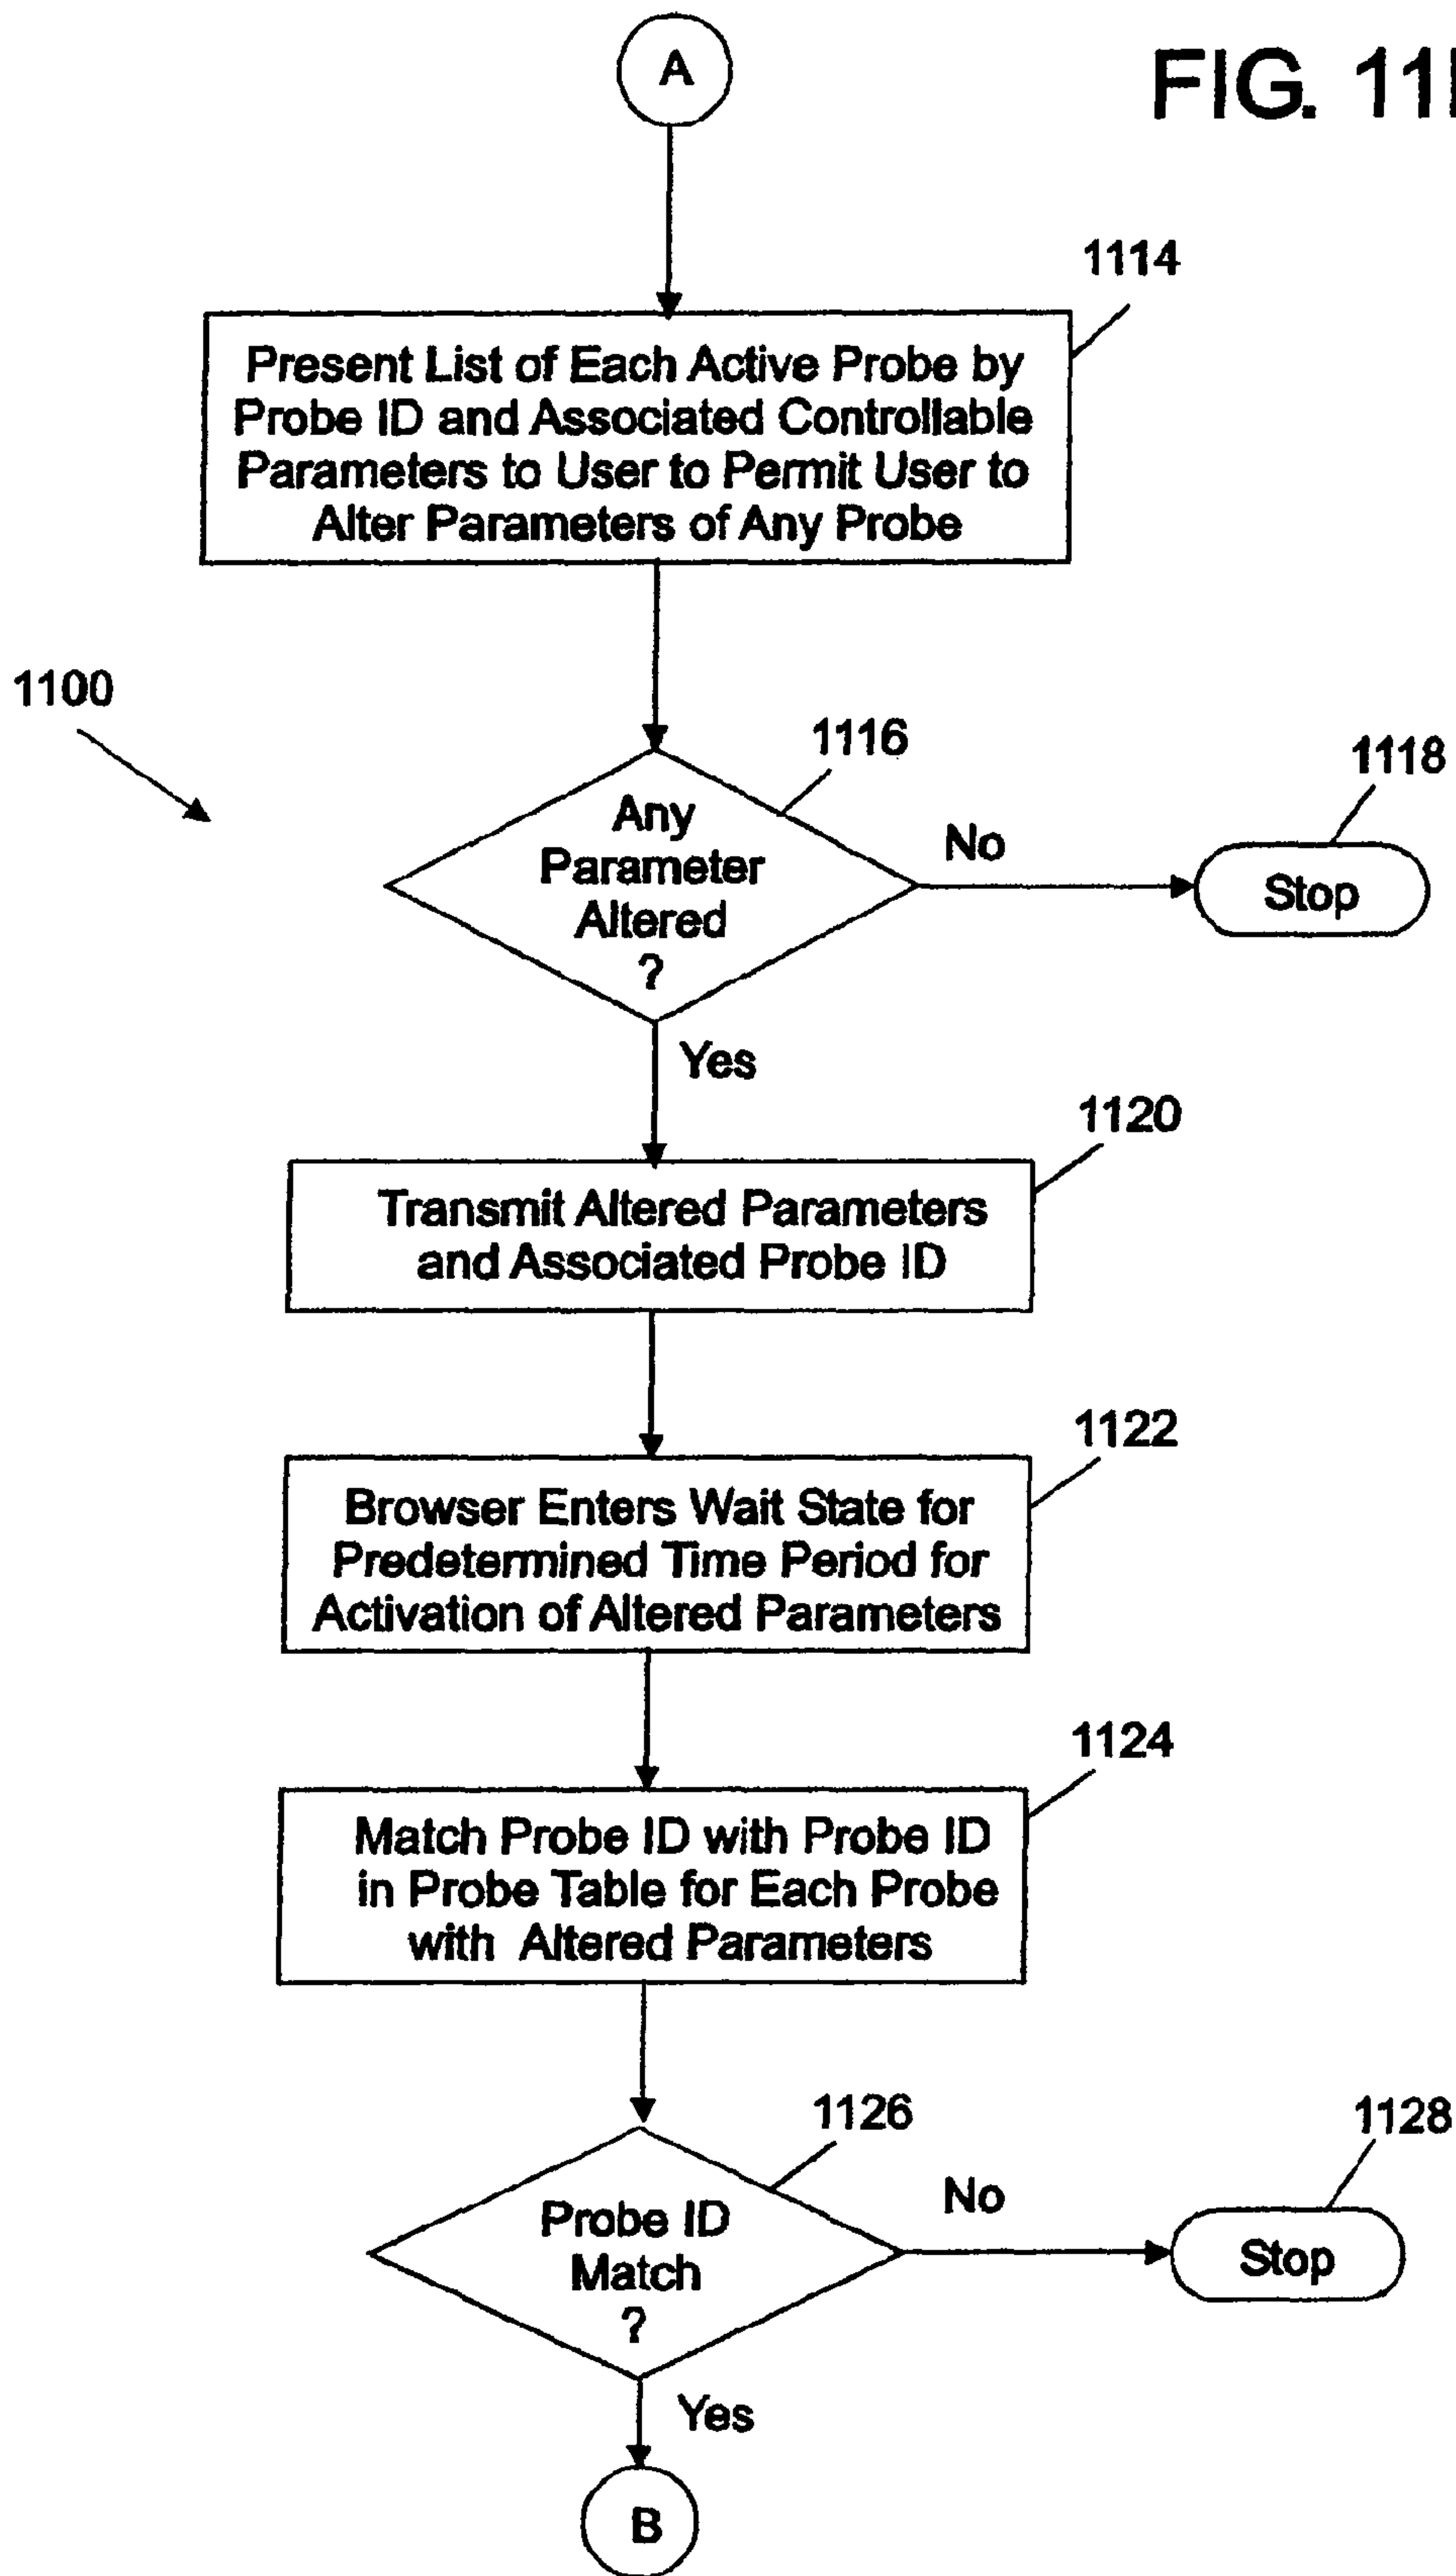 A
FIG. 11
1114
Present List of Each Active Probe by
Probe ID and Associated Controllable
Parameters to User to Permit User to
Alter Parameters of Any Probe
1100
1116
1118
Any
Parameter
Altered
?
No
Stop
Yes
1120
Transmit Altered Parameters
and Associated Probe ID
1122
Browser Enters Wait State for
Predetermined Time Period for
Activation of Altered Parameters
1124
Match Probe ID with Probe ID
in Probe Table for Each Probe
with Altered Parameters
1126
1128
Probe ID
Match
?
No
Stop
Yes
B